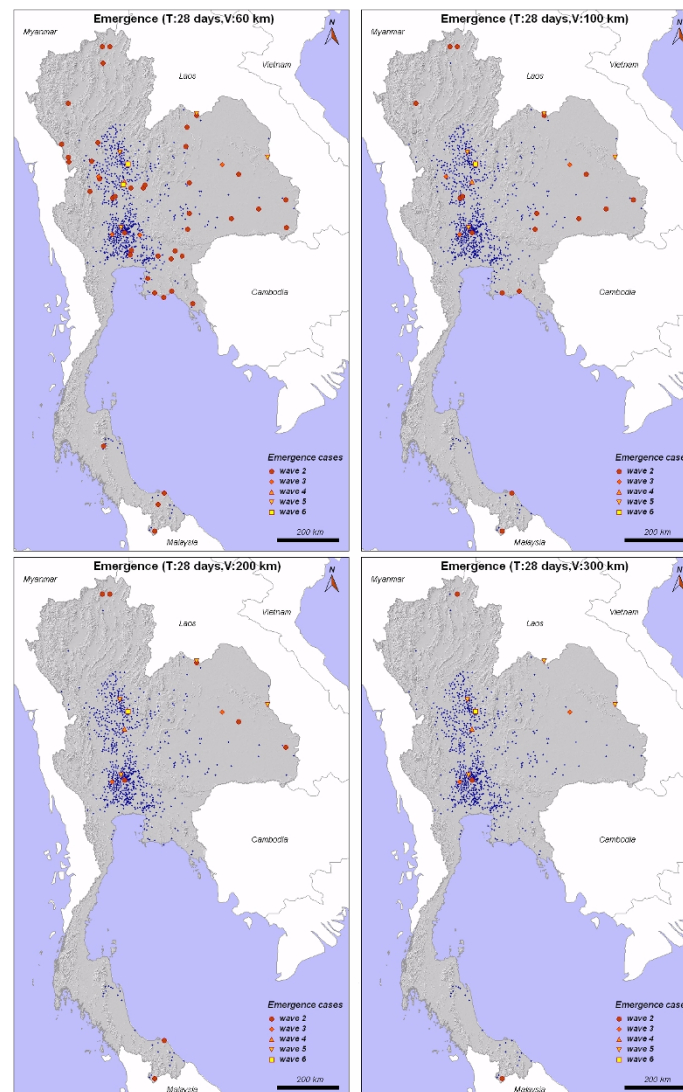 Emergence (T:28 days,V:60 km)
Myanmar
N
Laos
Vietnam
Cambodia
Emergence cases
wave 2
wave 3
wave 4
wave 5
wave 6
200 km
Malaysia
Emergence (T:28 days,V:100 km)
Myanmar
N
Laos
Vietnam
Cambodia
Emergence cases
wave 2
wave 3
wave 4
wave 5
wave 6
200 km
Malaysia
Emergence (T:28 days,V:200 km)
Myanmar
N
Laos
Vietnam
Cambodia
Emergence cases
wave 2
wave 3
wave 4
wave 5
wave 6
200 km
Malaysia
Emergence (T:28 days,V:300 km)
Myanmar
N
Laos
Vietnam
Cambodia
Emergence cases
wave 2
wave 3
wave 4
wave 5
wave 6
200 km
Malaysia